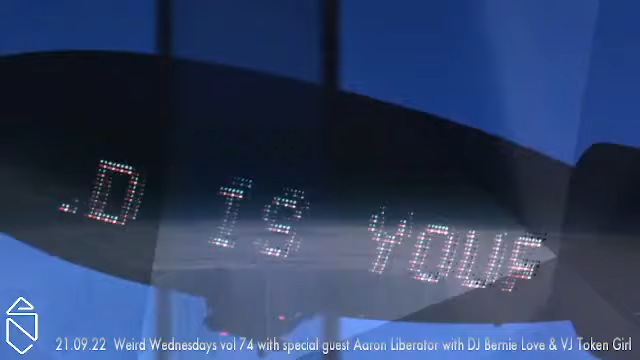 D IS YOUR
21.09.22 Weird Wednesdays vol 74 with special guest Aaron Liberator with DJ Bernie Love & VJ Token Girl